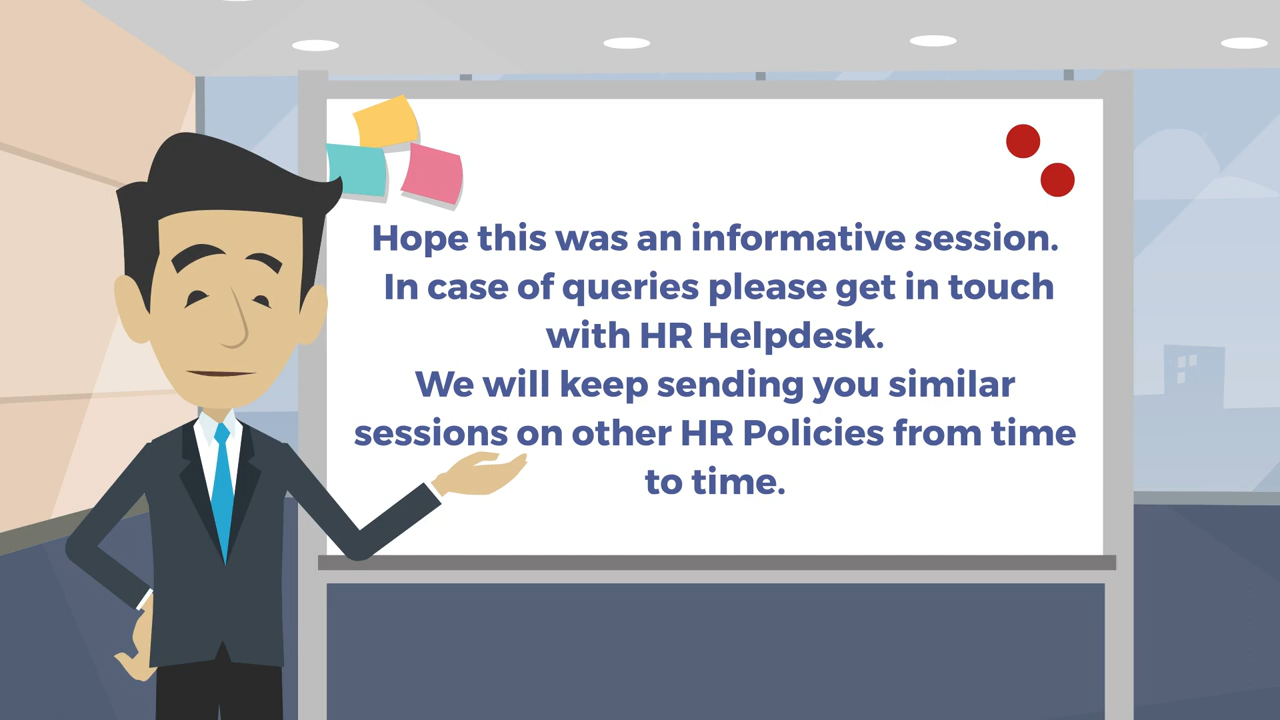 Hope this was an informative session.
In case of queries please get in touch
with HR Helpdesk.
We will keep sending you similar
sessions on other HR Policies from time
to time.